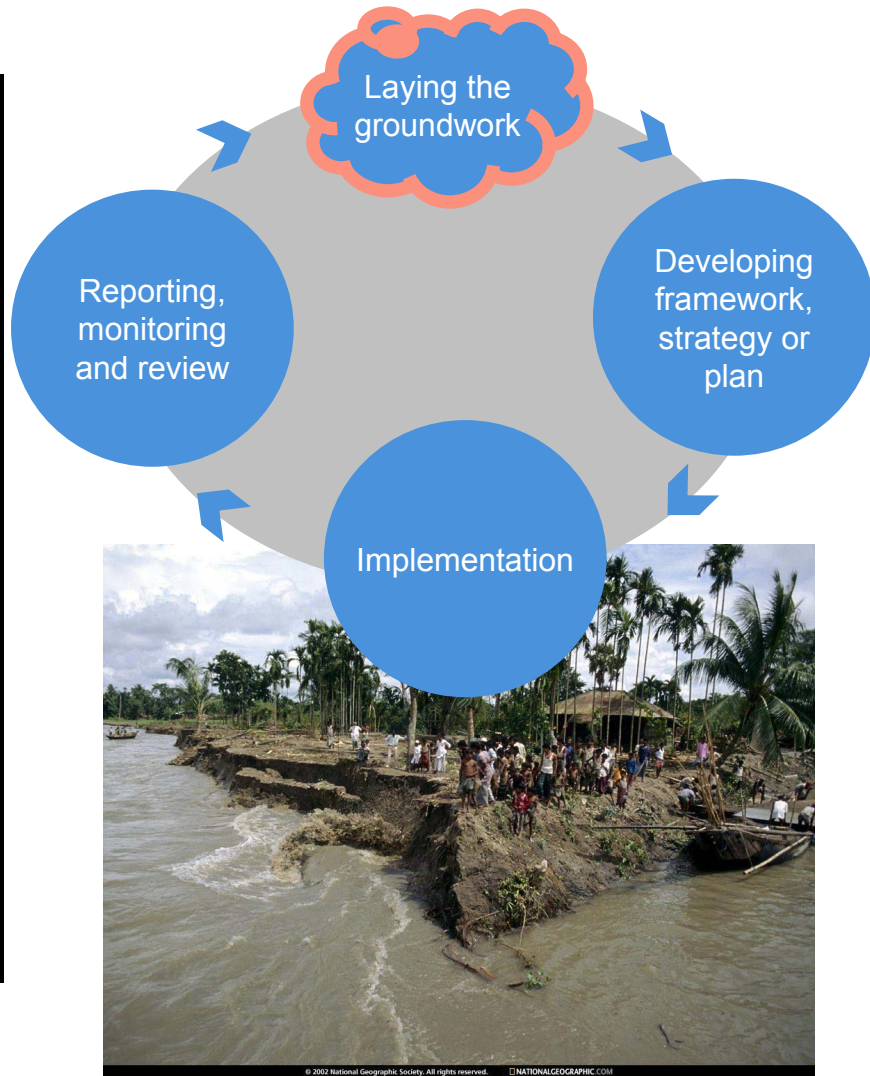 Laying the
groundwork
Developing
framework,
strategy or
plan
Implementation
Reporting,
monitoring
and review
© 2002 National Geographic Society. All rights reserved. NATIONALGEOGRAPHIC.COM